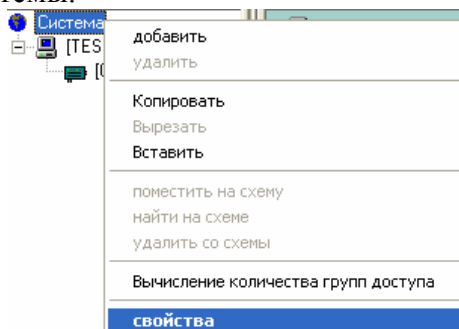 темы.
Система
добавить
[TES
удалить
Копировать
Вырезать
Вставить
поместить на схему
найти на схеме
удалить со схемы
Вычисление количества групп доступа
свойства